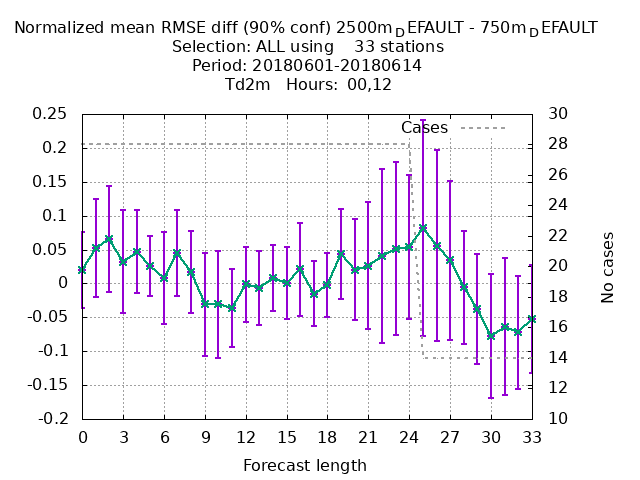 Normalized mean RMSE diff (90% conf) 2500m_DEFAULT - 750m_DEFAULT
Selection: ALL using 33 stations
Period: 20180601-20180614
Td2m Hours: 00,12
Cases
0.25
0.2
0.15
0.1
0.05
0
-0.05
-0.1
-0.15
-0.2
30
28
26
24
22
20
18
16
14
12
10
No cases
0 3 6 9 12 15 18 21 24 27 30 33
Forecast length